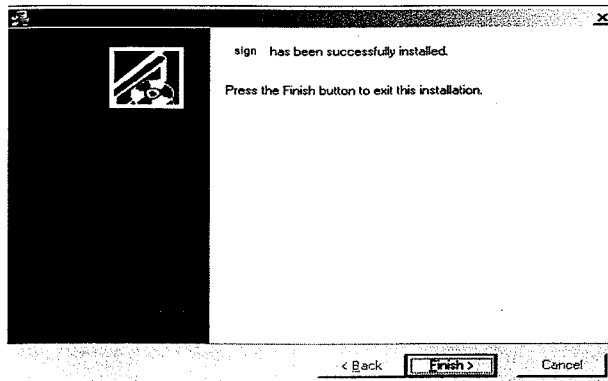 sign has been successfully installed.
Press the Finish button to exit this installation.
< Back Finish > Cancel